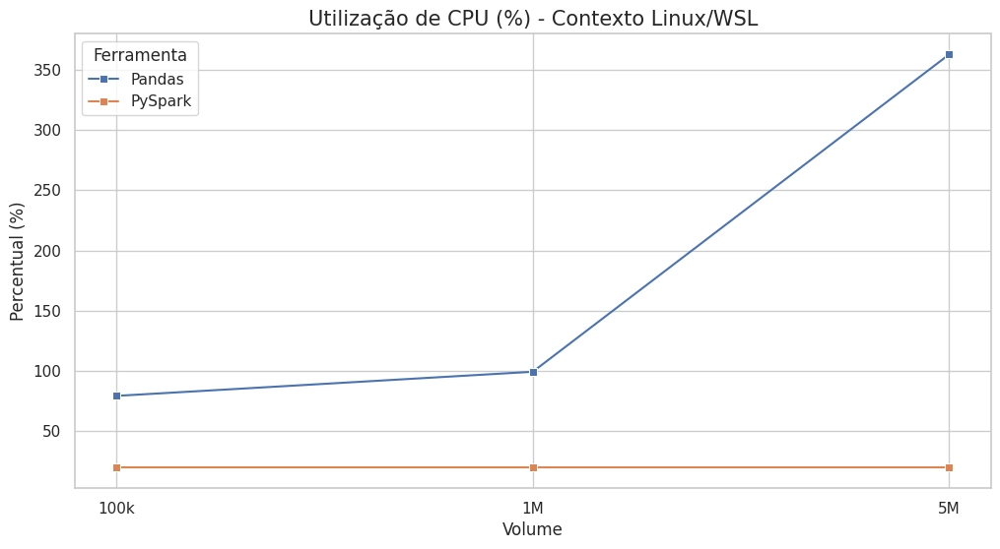 Utilização de CPU (%) - Contexto Linux/WSL
Ferramenta
Pandas
PySpark
Percentual (%)
350
300
250
200
150
100
50
100k
1M
5M
Volume